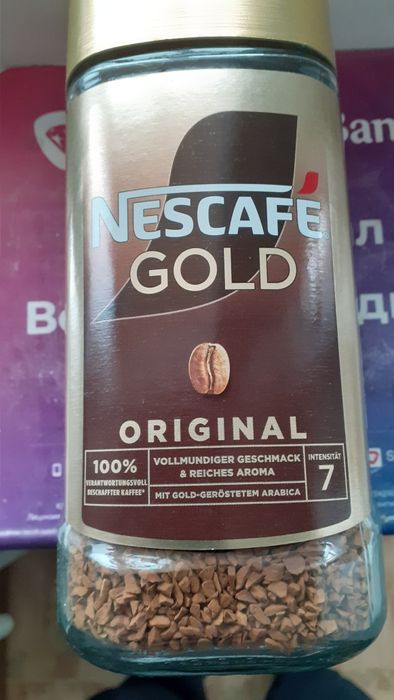 NESCAFÉ
GOLD
ORIGINAL
100%
VERANTWORTUNGSVOLL
BESCHAFFTER KAFFEE*
VOLLMUNDIGER GESCHMACK
& REICHES AROMA
MIT GOLD-GERÖSTETEM ARABICA
INTENSITÄT
7